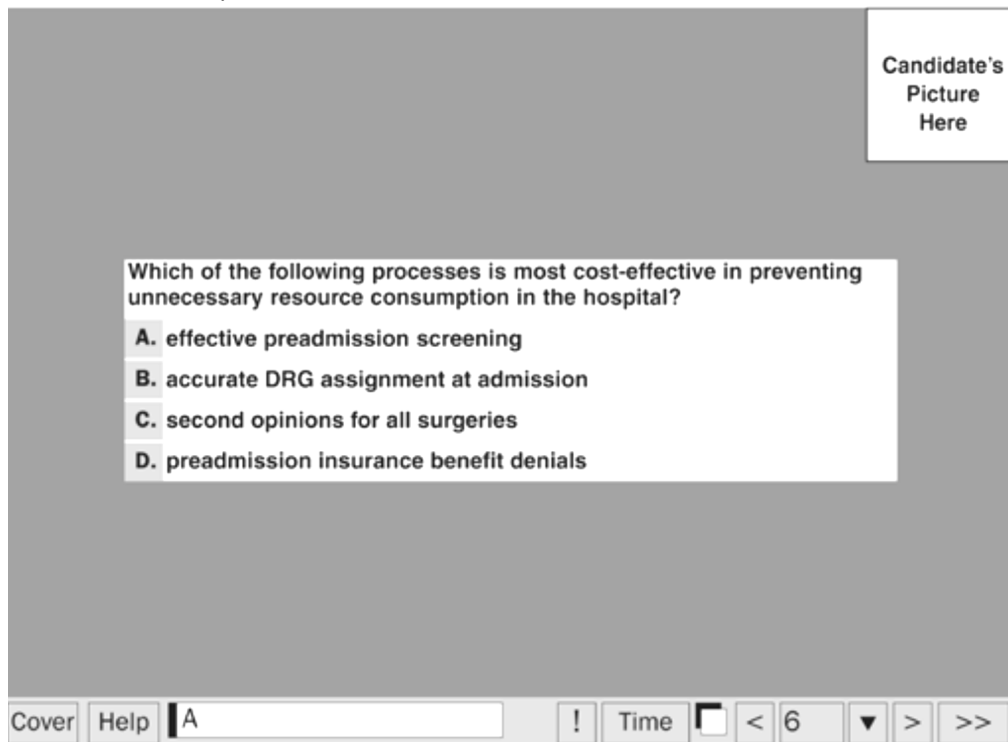 Candidate's
Picture
Here
Which of the following processes is most cost-effective in preventing
unnecessary resource consumption in the hospital?
A. effective preadmission screening
B. accurate DRG assignment at admission
C. second opinions for all surgeries
D. preadmission insurance benefit denials
Cover Help A ! Time < 6 ▼ > >>